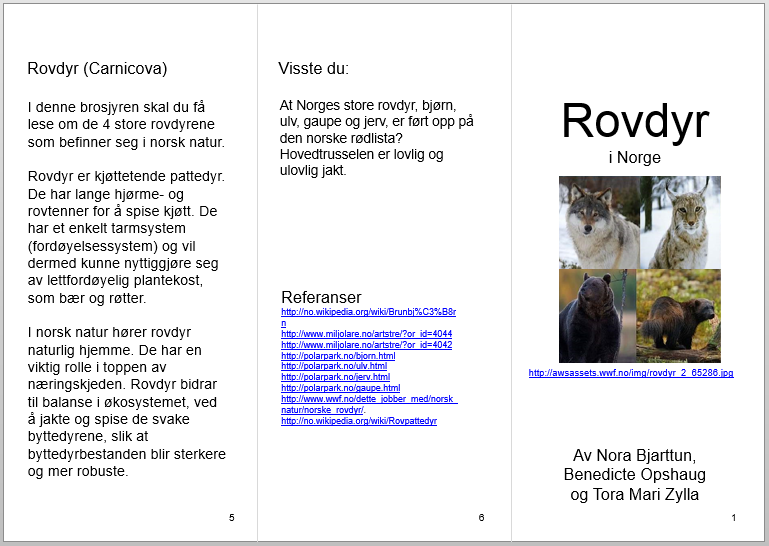 Rovdyr (Carnicova)
I denne brosjyren skal du få
lese om de 4 store rovdyrene
som befinner seg i norsk natur.
Rovdyr er kjøttetende pattedyr.
De har lange hjørme- og
rovtenner for å spise kjøtt. De
har et enkelt tarmsystem
(fordøyelsessystem) og vil
dermed kunne nyttiggjøre seg
av lettfordøyelig plantekost,
som bær og røtter.
I norsk natur hører rovdyr
naturlig hjemme. De har en
viktig rolle i toppen av
næringskjeden. Rovdyr bidrar
til balanse i økosystemet, ved
å jakte og spise de svake
byttedyrene, slik at
byttedyrbestanden blir sterkere
og mer robuste.
5
Visste du:
At Norges store rovdyr, bjørn,
ulv, gaupe og jerv, er ført opp på
den norske rødlista?
Hovedtrusselen er lovlig og
ulovlig jakt.
Referanser
http://no.wikipedia.org/wiki/Brunbj%C3%B8r
n
http://www.miljolare.no/artstre/?or_id=4044
http://www.miljolare.no/artstre/?or_id=4042
http://polarpark.no/bjorn.html
http://polarpark.no/ulv.html
http://polarpark.no/jerv.html
http://polarpark.no/gaupe.html
http://www.wwf.no/dette_jobber_med/norsk_
natur/norske_rovdyr/.
http://no.wikipedia.org/wiki/Rovpattedyr
6
Rovdyr
i Norge
http://awsassets.wwf.no/img/rovdyr_2_65286.jpg
Av Nora Bjarttun,
Benedicte Opshaug
og Tora Mari Zylla
1